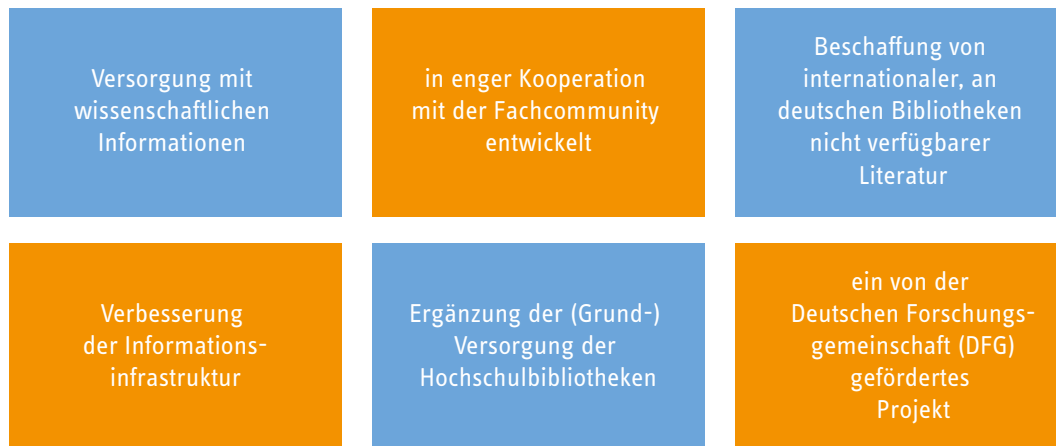 Versorgung mit
wissenschaftlichen
Informationen
in enger Kooperation
mit der Fachcommunity
entwickelt
Beschaffung von
internationaler, an
deutschen Bibliotheken
nicht verfügbarer
Literatur
Verbesserung
der Informations-
infrastruktur
Ergänzung der (Grund-)
Versorgung der
Hochschulbibliotheken
ein von der
Deutschen Forschungs-
gemeinschaft (DFG)
gefördertes
Projekt